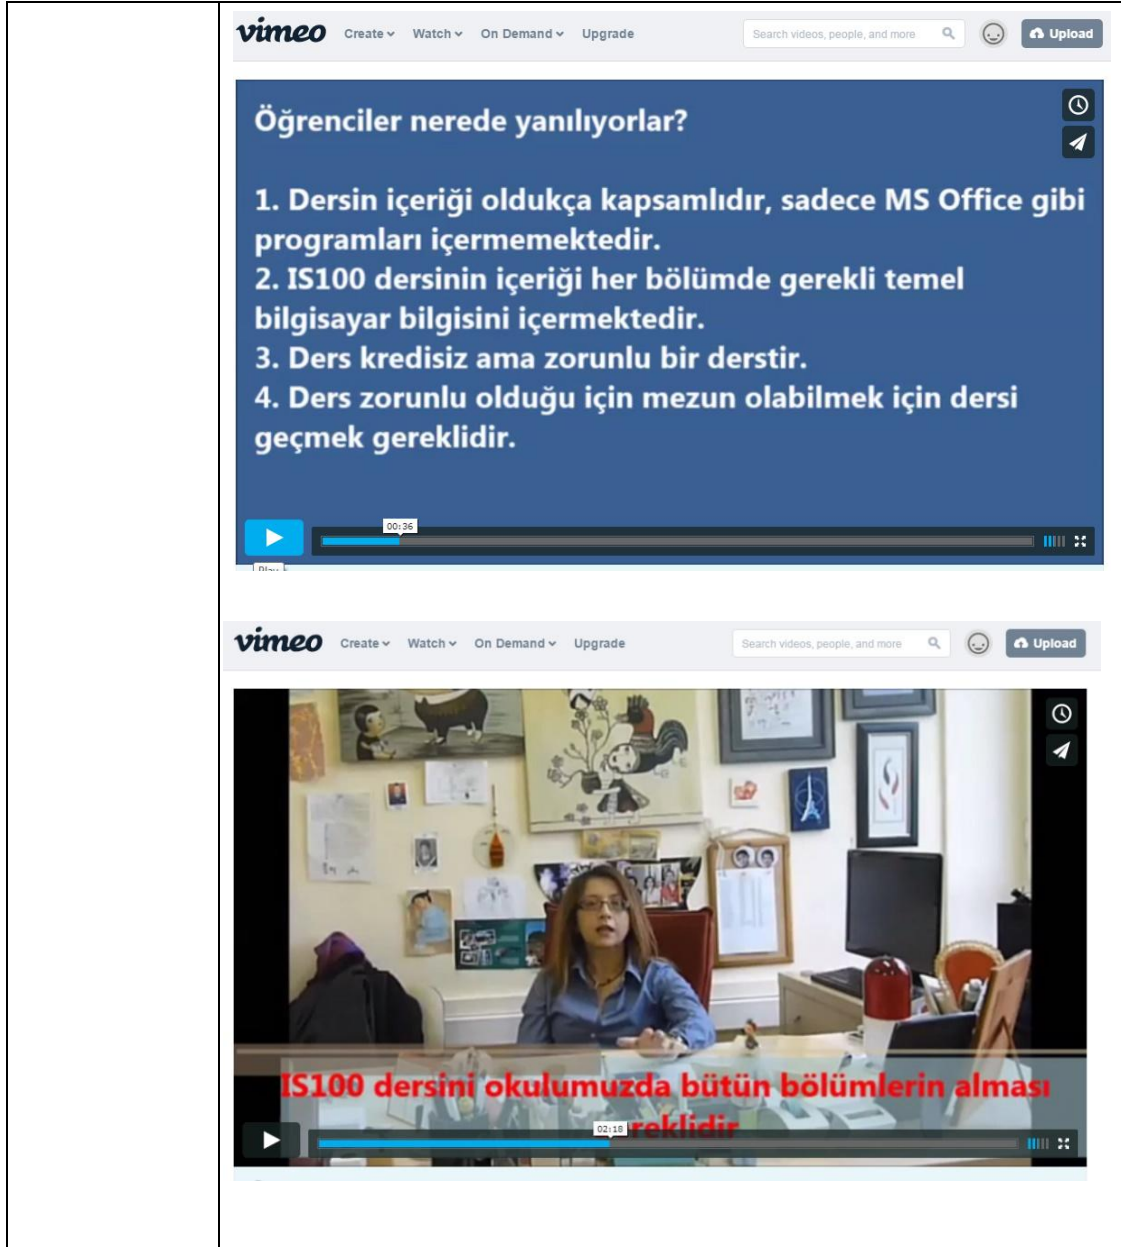 vimeo Create Watch On Demand Upgrade Search videos, people, and more Upload
Öğrenciler nerede yanılıyorlar?
1. Dersin içeriği oldukça kapsamlıdır, sadece MS Office gibi
programları içermemektedir.
2. IS100 dersinin içeriği her bölümde gerekli temel
bilgisayar bilgisini içermektedir.
3. Ders kredisiz ama zorunlu bir derstir.
4. Ders zorunlu olduğu için mezun olabilmek için dersi
geçmek gereklidir.
00:36
Play
vimeo Create Watch On Demand Upgrade Search videos, people, and more Upload
IS100 dersini okulumuzda bütün bölümlerin alması
reklidir
02:18